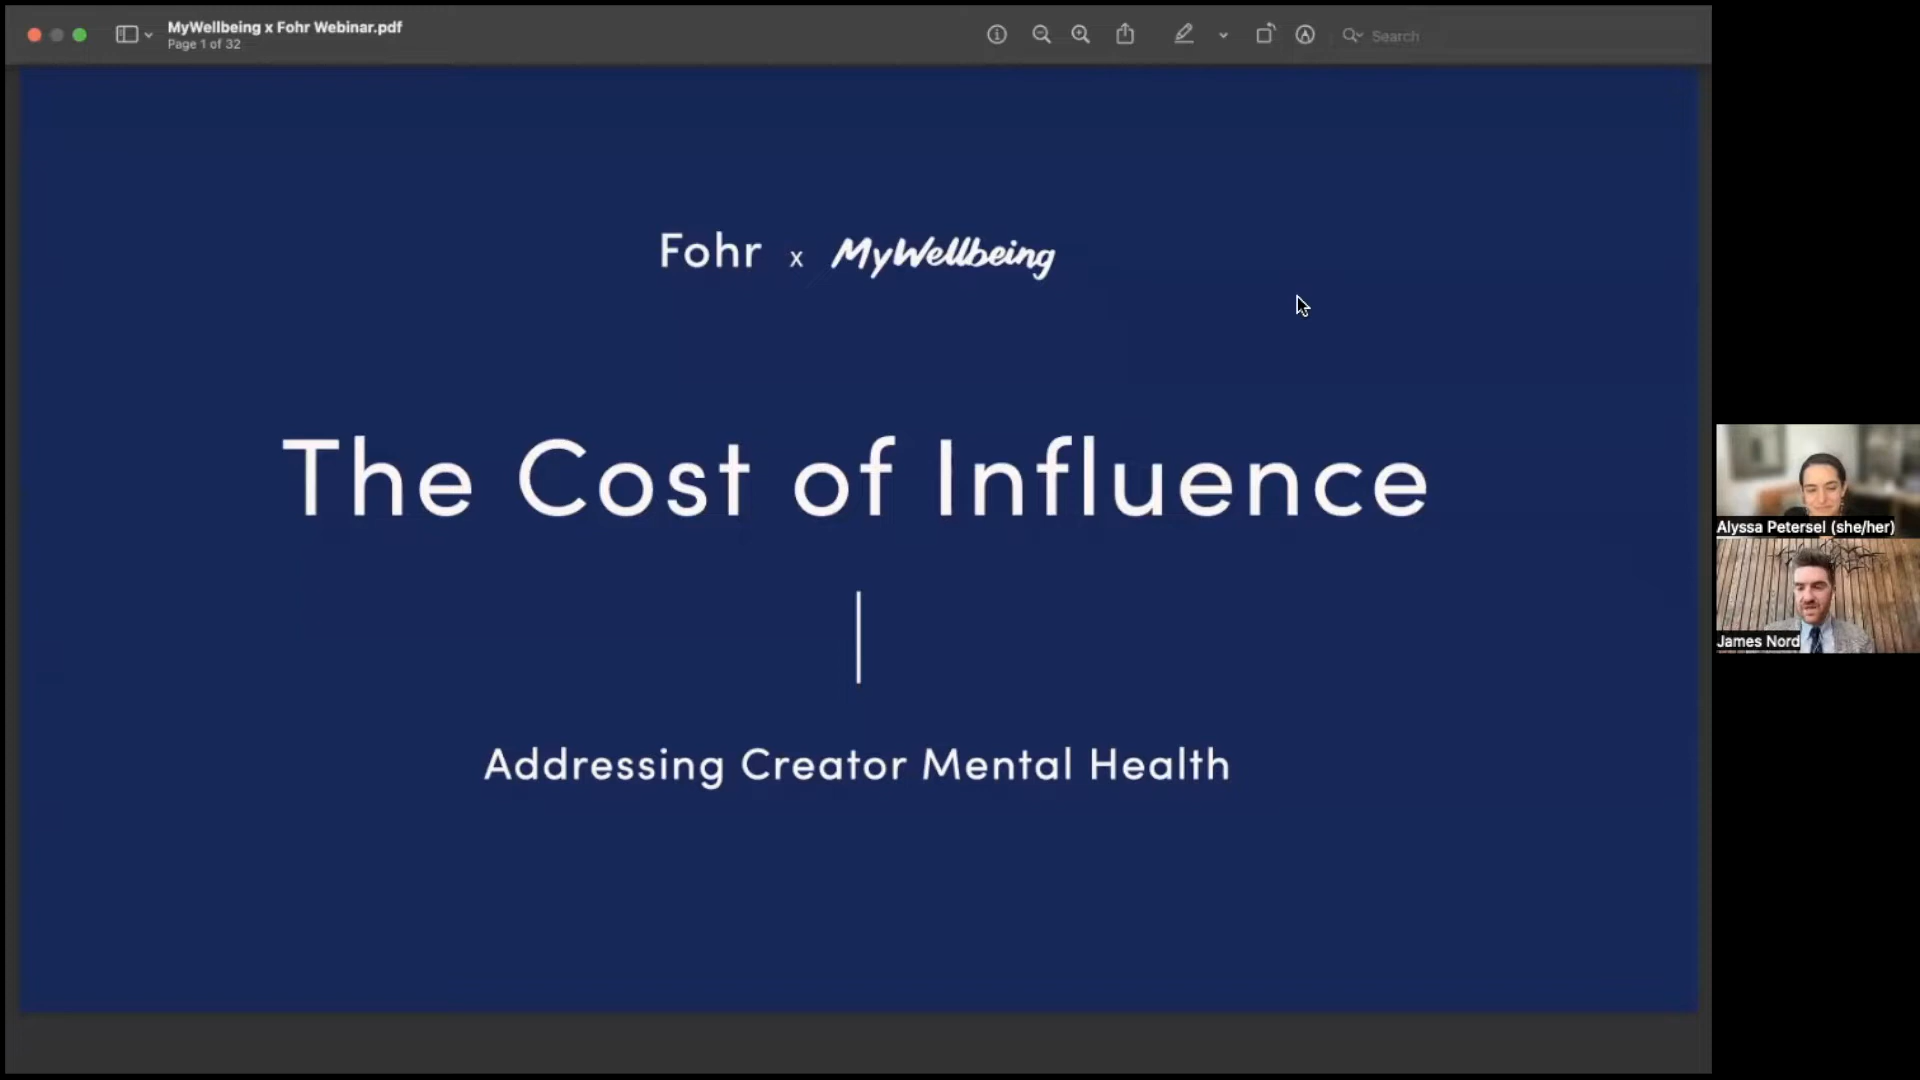 MyWellbeing x Fohr Webinar.pdf
Page 1 of 32
Search
Fohr x MyWellbeing
The Cost of Influence
Addressing Creator Mental Health
Alyssa Petersel (she/her)
James Nord